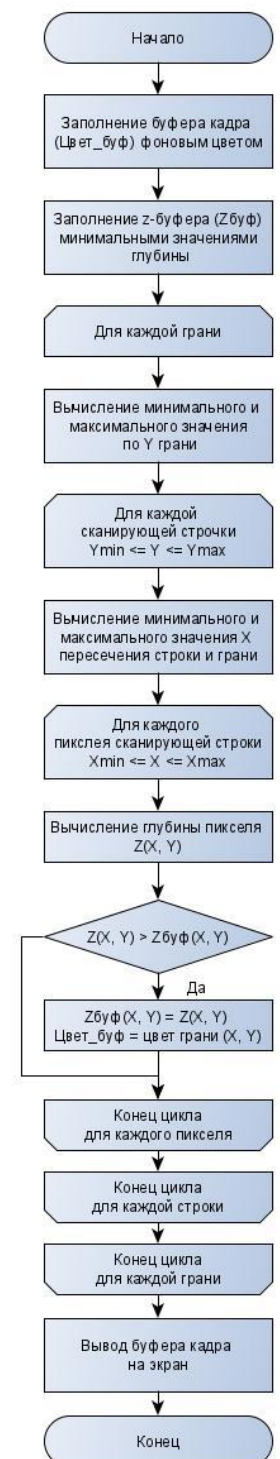 Начало
Заполнение буфера кадра
(Цвет_буф) фоновым цветом
Заполнение z-буфера (Zбуф)
минимальными значениями
глубины
Для каждой грани
Вычисление минимального и
максимального значения
по Y грани
Для каждой
сканирующей строчки
Ymin <= Y <= Ymax
Вычисление минимального и
максимального значения X
пересечения строки и грани
Для каждого
пикслея сканирующей строки
Xmin <= X <= Xmax
Вычисление глубины пикселя
Z(X, Y)
Z(X, Y) > Zбуф(X, Y)
Да
Zбуф(X, Y) = Z(X, Y)
Цвет_буф = цвет грани (X, Y)
Конец цикла
для каждого пикселя
Конец цикла
для каждой строки
Конец цикла
для каждой грани
Вывод буфера кадра
на экран
Конец